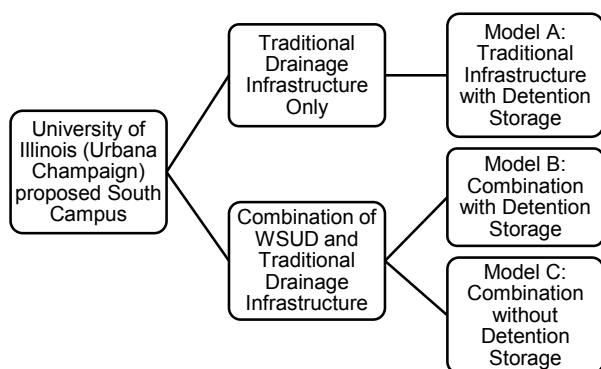 University of
Illinois (Urbana
Champaign)
proposed South
Campus
Traditional
Drainage
Infrastructure
Only
Combination of
WSUD and
Traditional
Drainage
Infrastructure
Model A:
Traditional
Infrastructure
with Detention
Storage
Model B:
Combination
with Detention
Storage
Model C:
Combination
without
Detention
Storage